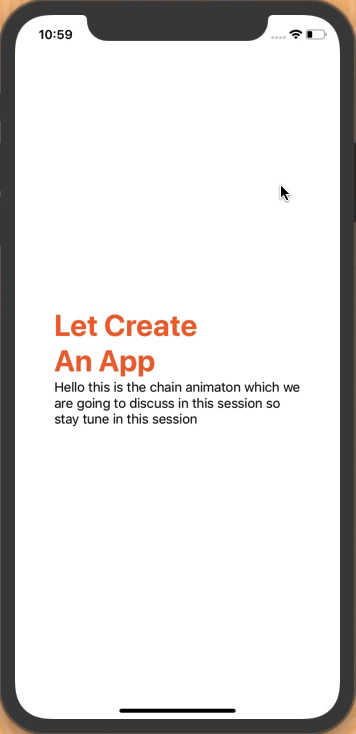 10:59
Let Create
An App
Hello this is the chain animaton which we
are going to discuss in this session so
stay tune in this session